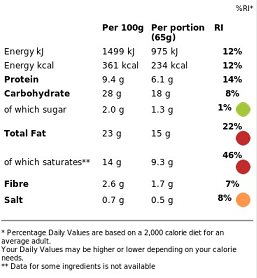 %RI*
Per 100g Per portion (65g) RI
Energy kJ 1499 kJ 975 kJ 12%
Energy kcal 361 kcal 234 kcal 12%
Protein 9.4 g 6.1 g 14%
Carbohydrate 28 g 18 g 8%
of which sugar 2.0 g 1.3 g 1%
Total Fat 23 g 15 g 22%
of which saturates** 14 g 9.3 g 46%
Fibre 2.6 g 1.7 g 7%
Salt 0.7 g 0.5 g 8%
* Percentage Daily Values are based on a 2,000 calorie diet for an
average adult.
Your Daily Values may be higher or lower depending on your calorie
needs.
** Data for some ingredients is not available